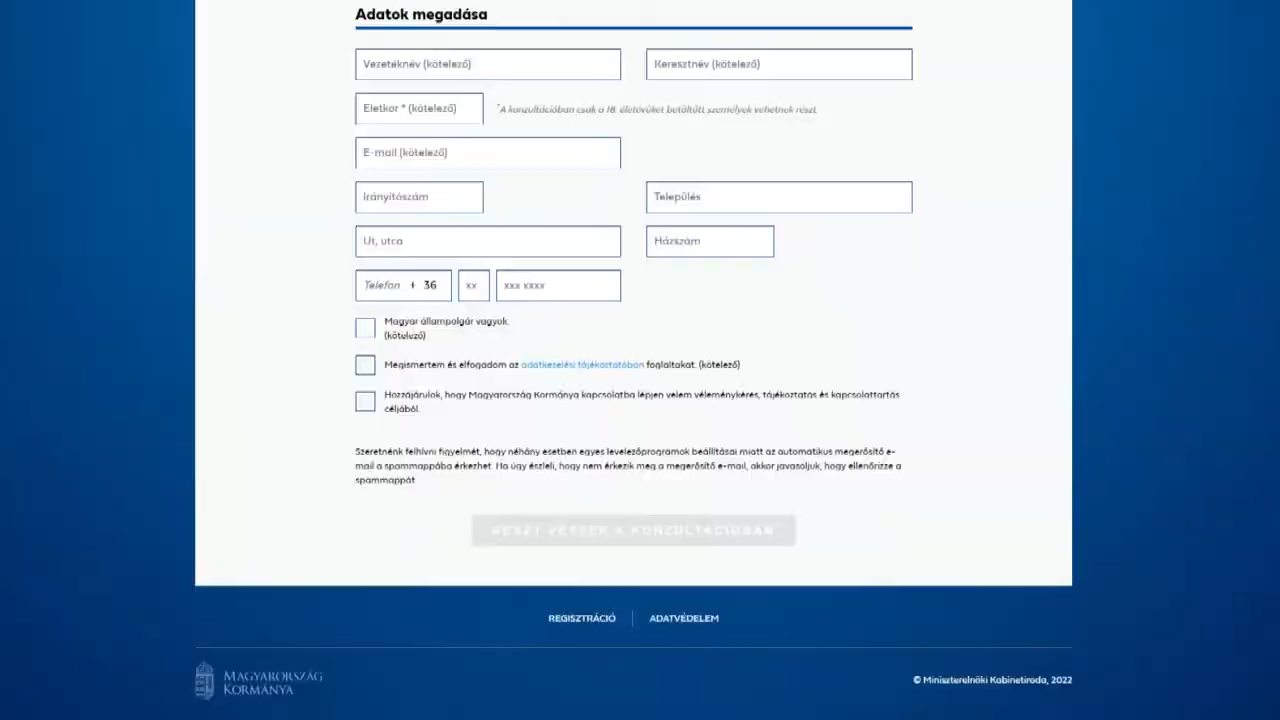 Adatok megadása
Vezetéknév (kötelező)
Keresztnév (kötelező)
Életkor * (kötelező)
*A konzultációban csak a 18. életévüket betöltött személyek vehetnek részt.
E-mail (kötelező)
Irányítószám
Település
Út, utca
Házszám
Telefon + 36
xx
xxx xxxx
Magyar állampolgár vagyok.
(kötelező)
Megismertem és elfogadom az adatkezelési tájékoztatóban foglaltakat. (kötelező)
Hozzájárulok, hogy Magyarország Kormánya kapcsolatba lépjen velem véleménykérés, tájékoztatás és kapcsolattartás
céljából.
Szeretnénk felhívni figyelmét, hogy néhány esetben egyes levelezőprogramok beállításai miatt az automatikus megerősítő e-
mail a spammappába érkezhet. Ha úgy észleli, hogy nem érkezik meg a megerősítő e-mail, akkor javasoljuk, hogy ellenőrizze a
spammappát
RÉSZT VESZEK A KONZULTÁCIÓBAN
REGISZTRÁCIÓ
ADATVÉDELEM
MAGYARORSZÁG
KORMÁNYA
© Miniszterelnöki Kabinetiroda, 2022